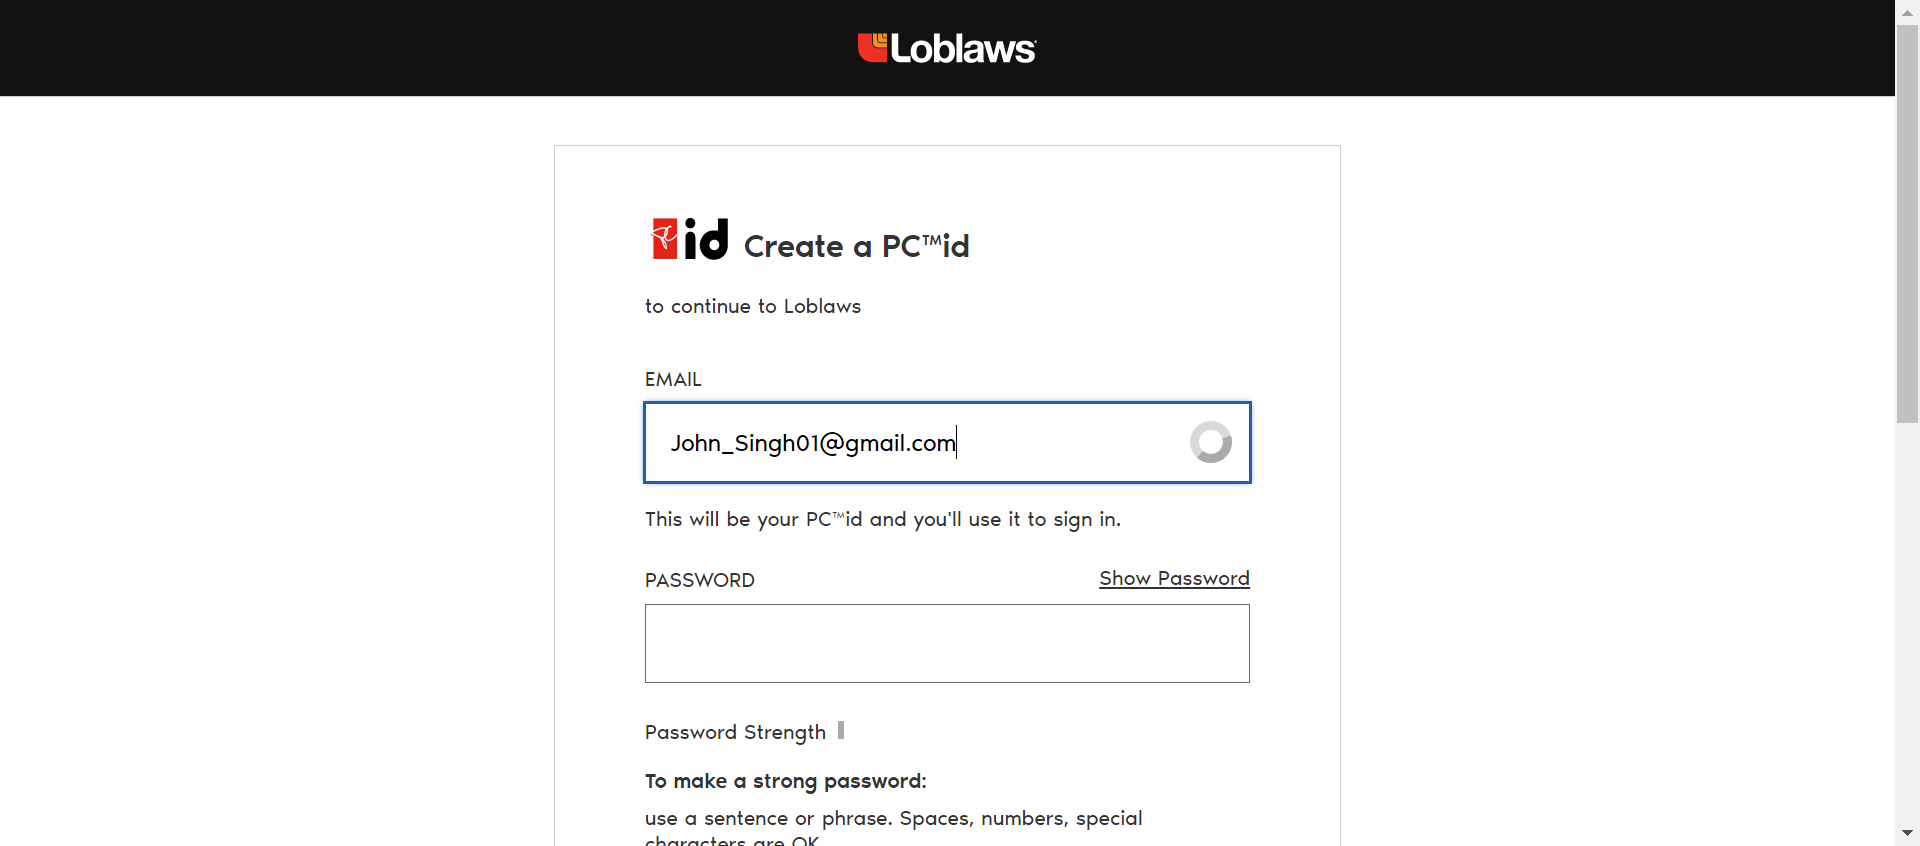 Loblaws
id Create a PC™id
to continue to Loblaws
EMAIL
John_Singh01@gmail.com
This will be your PC™id and you'll use it to sign in.
PASSWORD Show Password
Password Strength
To make a strong password:
use a sentence or phrase. Spaces, numbers, special
characters are OK